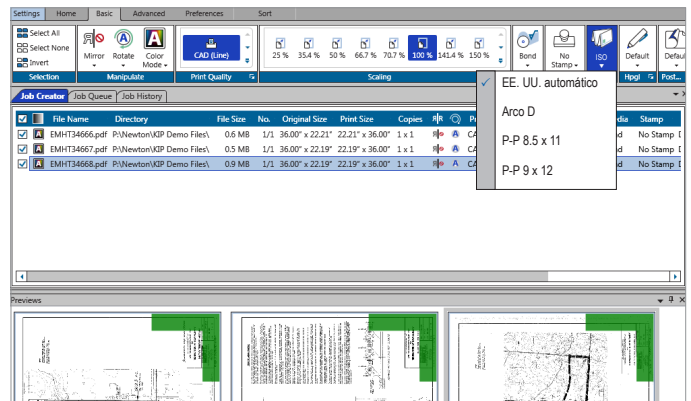 Settings Home Basic Advanced Preferences Sort
Select All
Select None
Invert
Mirror
Rotate
Color
Mode
CAD (Line)
25 % 35.4 % 50 % 66.7 % 70.7 % 100 % 141.4 % 150 %
Bond
No
Stamp
ISO
Default
Selection Manipulate Print Quality Scaling Hpgl Post...
EE. UU. automático
Arco D
P-P 8.5 x 11
P-P 9 x 12
Job Creator Job Queue Job History
File Name Directory File Size No. Original Size Print Size Copies Stamp
EMHT34666.pdf P:\Newton\KIP Demo Files\ 0.6 MB 1/1 36.00" x 22.21" 22.21" x 36.00" 1 x 1 No Stamp
EMHT34667.pdf P:\Newton\KIP Demo Files\ 0.5 MB 1/1 36.00" x 22.19" 22.19" x 36.00" 1 x 1 No Stamp
EMHT34668.pdf P:\Newton\KIP Demo Files\ 0.9 MB 1/1 36.00" x 22.19" 22.19" x 36.00" 1 x 1 No Stamp
Previews